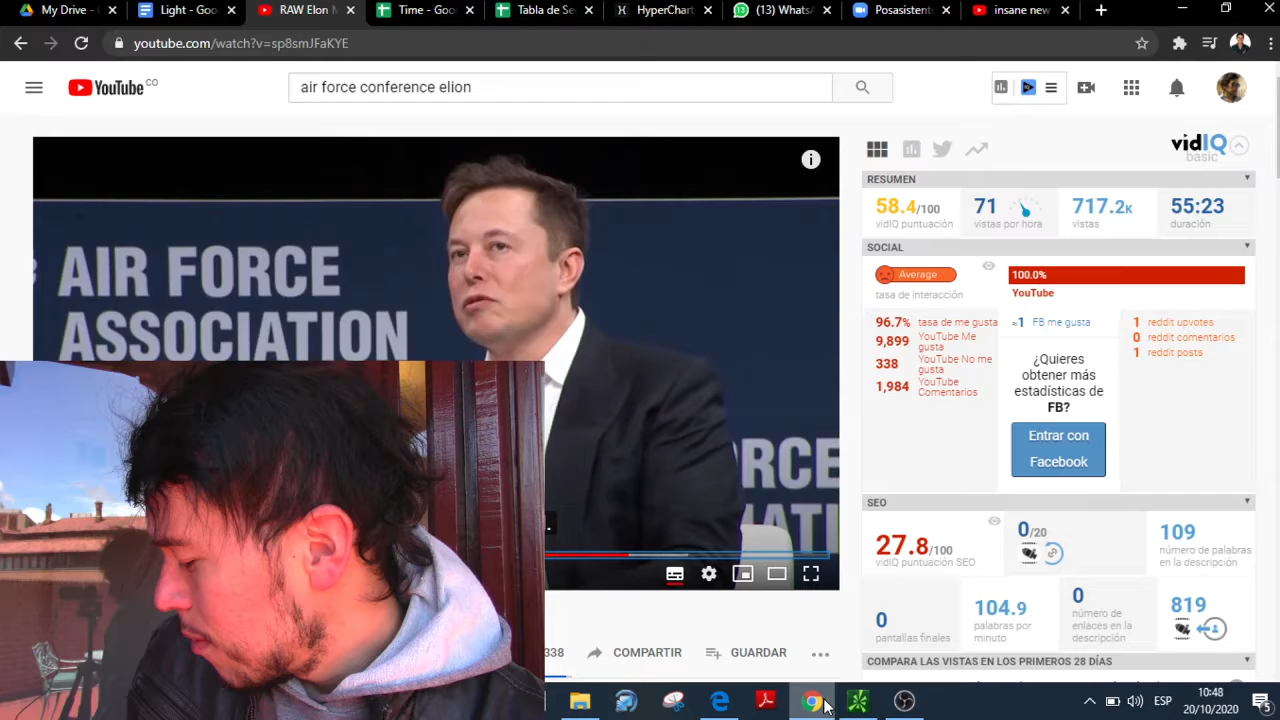 My Drive -
Light - Goo
RAW Elon M
Time - Goo
Tabla de Se
HyperChart
(13) WhatsA
Posasistent
insane new
youtube.com/watch?v=sp8smJFaKYE
YouTube CO
air force conference elion
vidIQ
basic
AIR FORCE
ASSOCIATION
RCE
RESUMEN
58.4/100
vidIQ puntuación
71
vistas por hora
717.2K
vistas
55:23
duración
SOCIAL
Average
tasa de interacción
100.0%
YouTube
96.7% tasa de me gusta
9,899 YouTube Me gusta
338 YouTube No me gusta
1,984 YouTube Comentarios
≈1 FB me gusta
¿Quieres
obtener más
estadísticas de
FB?
Entrar con
Facebook
1 reddit upvotes
0 reddit comentarios
1 reddit posts
SEO
27.8/100
vidIQ puntuación SEO
0/20
109
número de palabras
en la descripción
0
pantallas finales
104.9
palabras por
minuto
0
número de
enlaces en la
descripción
819
COMPARA LAS VISTAS EN LOS PRIMEROS 28 DÍAS
338
COMPARTIR
GUARDAR
ESP
10:48
20/10/2020
5